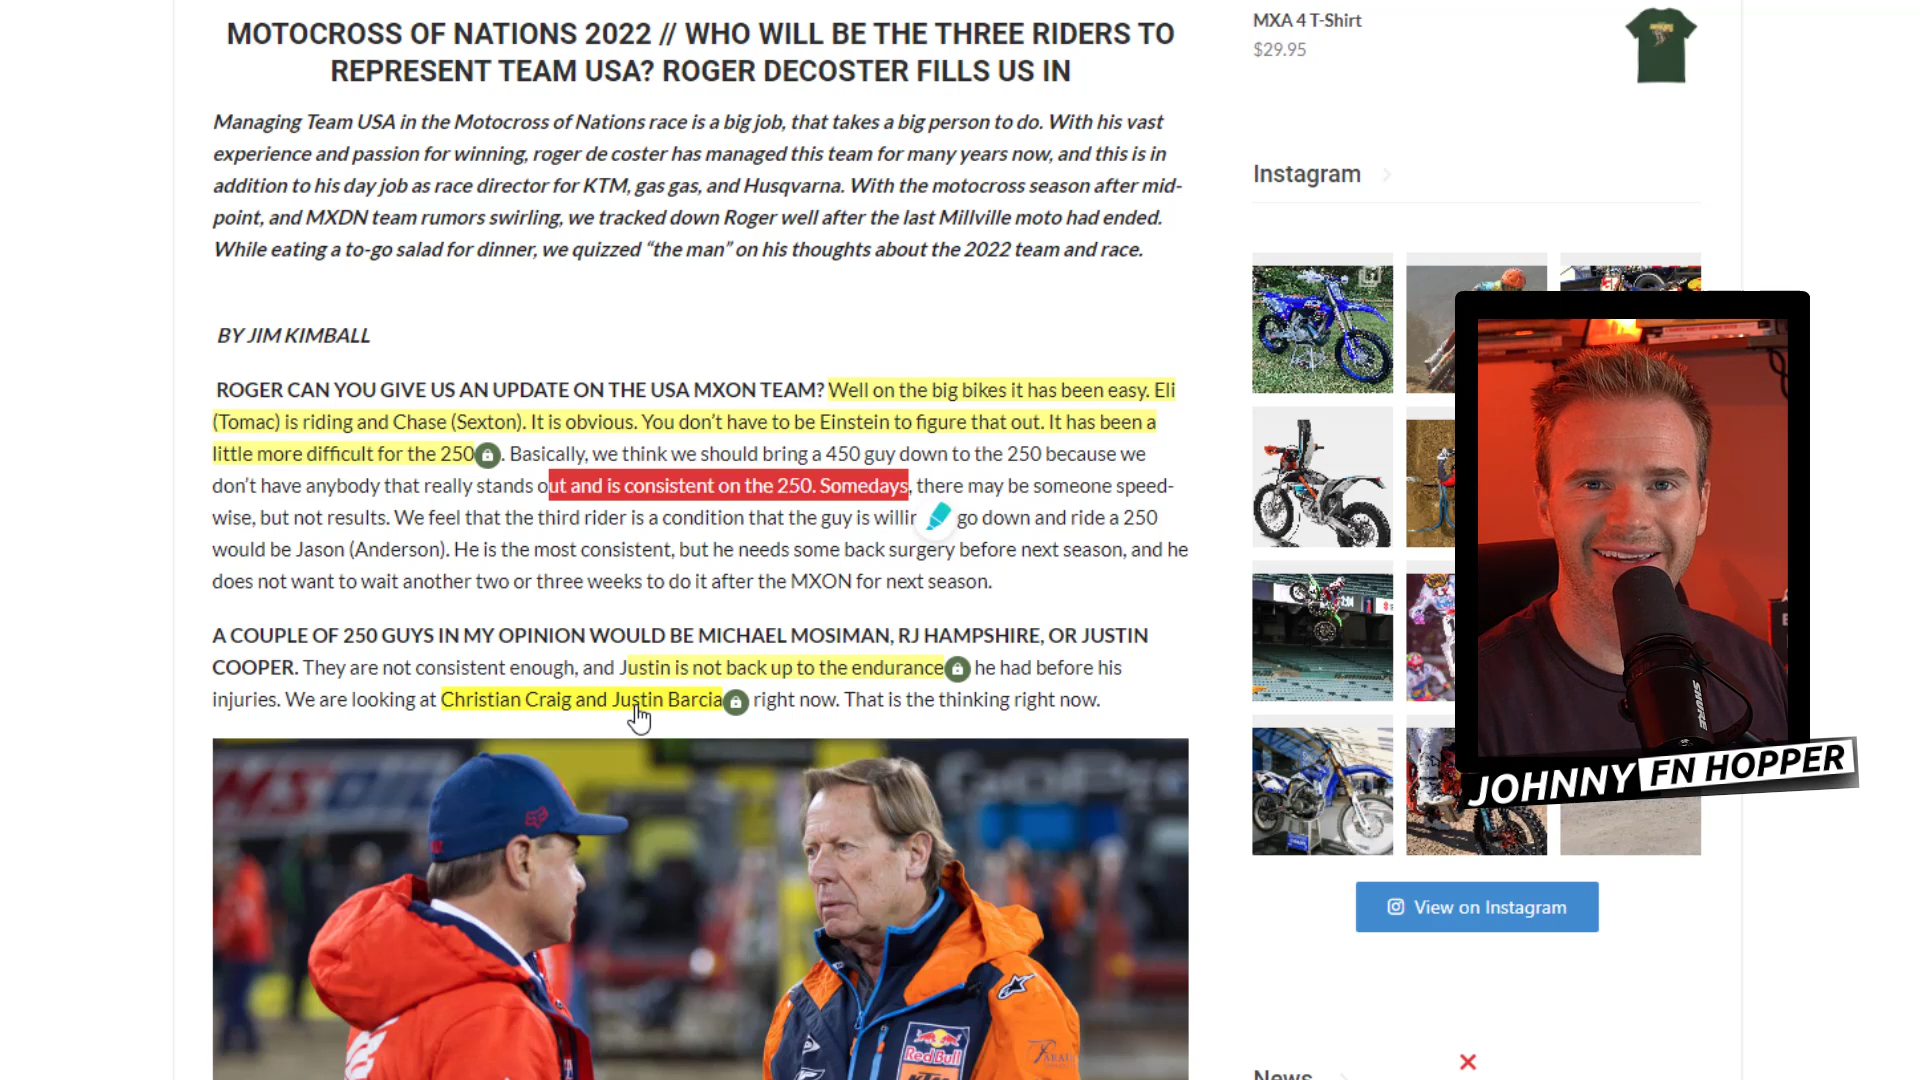 MOTOCROSS OF NATIONS 2022 // WHO WILL BE THE THREE RIDERS TO
REPRESENT TEAM USA? ROGER DECOSTER FILLS US IN
Managing Team USA in the Motocross of Nations race is a big job, that takes a big person to do. With his vast
experience and passion for winning, roger de coster has managed this team for many years now, and this is in
addition to his day job as race director for KTM, gas gas, and Husqvarna. With the motocross season after mid-
point, and MXDN team rumors swirling, we tracked down Roger well after the last Millville moto had ended.
While eating a to-go salad for dinner, we quizzed “the man” on his thoughts about the 2022 team and race.
BY JIM KIMBALL
ROGER CAN YOU GIVE US AN UPDATE ON THE USA MXON TEAM? Well on the big bikes it has been easy. Eli
(Tomac) is riding and Chase (Sexton). It is obvious. You don’t have to be Einstein to figure that out. It has been a
little more difficult for the 250. Basically, we think we should bring a 450 guy down to the 250 because we
don’t have anybody that really stands out and is consistent on the 250. Somedays, there may be someone speed-
wise, but not results. We feel that the third rider is a condition that the guy is willin go down and ride a 250
would be Jason (Anderson). He is the most consistent, but he needs some back surgery before next season, and he
does not want to wait another two or three weeks to do it after the MXON for next season.
A COUPLE OF 250 GUYS IN MY OPINION WOULD BE MICHAEL MOSIMAN, RJ HAMPSHIRE, OR JUSTIN
COOPER. They are not consistent enough, and Justin is not back up to the endurance he had before his
injuries. We are looking at Christian Craig and Justin Barcia right now. That is the thinking right now.
GoPro
Red Bull
KTM
MXA 4 T-Shirt
$29.95
Instagram
SHURE
JOHNNY FN HOPPER
View on Instagram
News